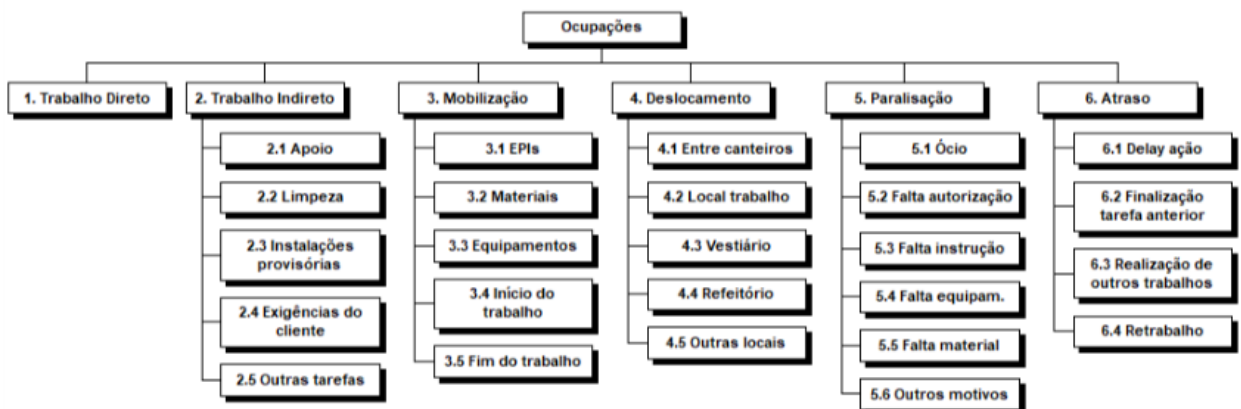 Ocupações
1. Trabalho Direto
2. Trabalho Indireto
3. Mobilização
4. Deslocamento
5. Paralisação
6. Atraso
2.1 Apoio
2.2 Limpeza
2.3 Instalações
provisórias
2.4 Exigências do
cliente
2.5 Outras tarefas
3.1 EPIs
3.2 Materiais
3.3 Equipamentos
3.4 Início do
trabalho
3.5 Fim do trabalho
4.1 Entre canteiros
4.2 Local trabalho
4.3 Vestiário
4.4 Refeitório
4.5 Outras locais
5.1 Ócio
5.2 Falta autorização
5.3 Falta instrução
5.4 Falta equipam.
5.5 Falta material
5.6 Outros motivos
6.1 Delay ação
6.2 Finalização
tarefa anterior
6.3 Realização de
outros trabalhos
6.4 Retrabalho